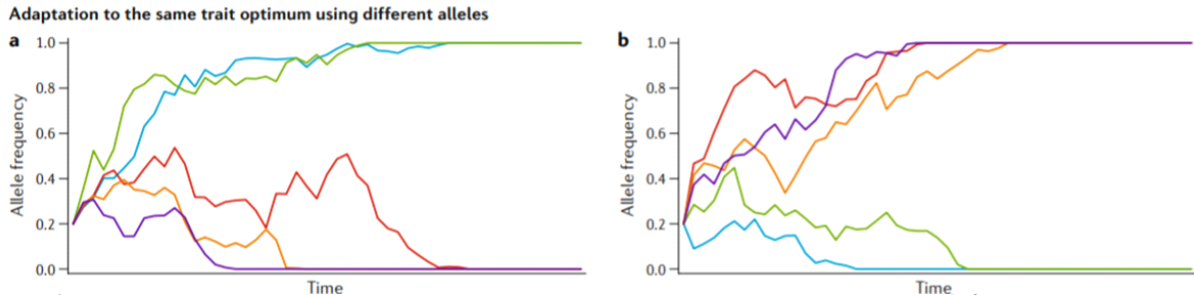 Adaptation to the same trait optimum using different alleles
a
1.0
0.8
0.6
0.4
0.2
0.0
Allele frequency
Time
b
1.0
0.8
0.6
0.4
0.2
0.0
Allele frequency
Time